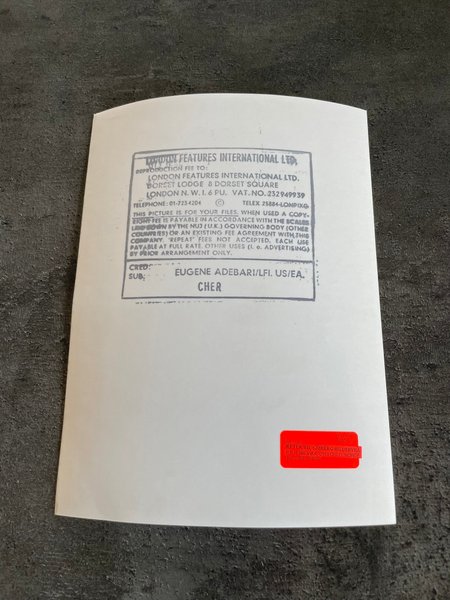 LONDON FEATURES INTERNATIONAL LTD.
REPRODUCTION FEE TO:
LONDON FEATURES INTERNATIONAL LTD.
DORSET LODGE 8 DORSET SQUARE
LONDON N.W.1. 6 PU. VAT. NO. 232949939
TELEPHONE: 01-723 4204 © TELEX 25884-LONPIXG
THIS PICTURE IS FOR YOUR FILES. WHEN USED A COPY-
RIGHT FEE IS PAYABLE IN ACCORDANCE WITH THE SCALES
LAID DOWN BY THE NUJ (U.K.) GOVERNING BODY (OTHER
COUNTRIES) OR AN EXISTING FEE AGREEMENT WITH THIS
COMPANY. 'REPEAT' FEES NOT ACCEPTED. EACH USE
PAYABLE AT FULL RATE. OTHER USES (I. e. ADVERTISING)
BY PRIOR ARRANGEMENT ONLY.
CRED:
EUGENE ADEBARI/LFI. US/EA.
SUB:
CHER